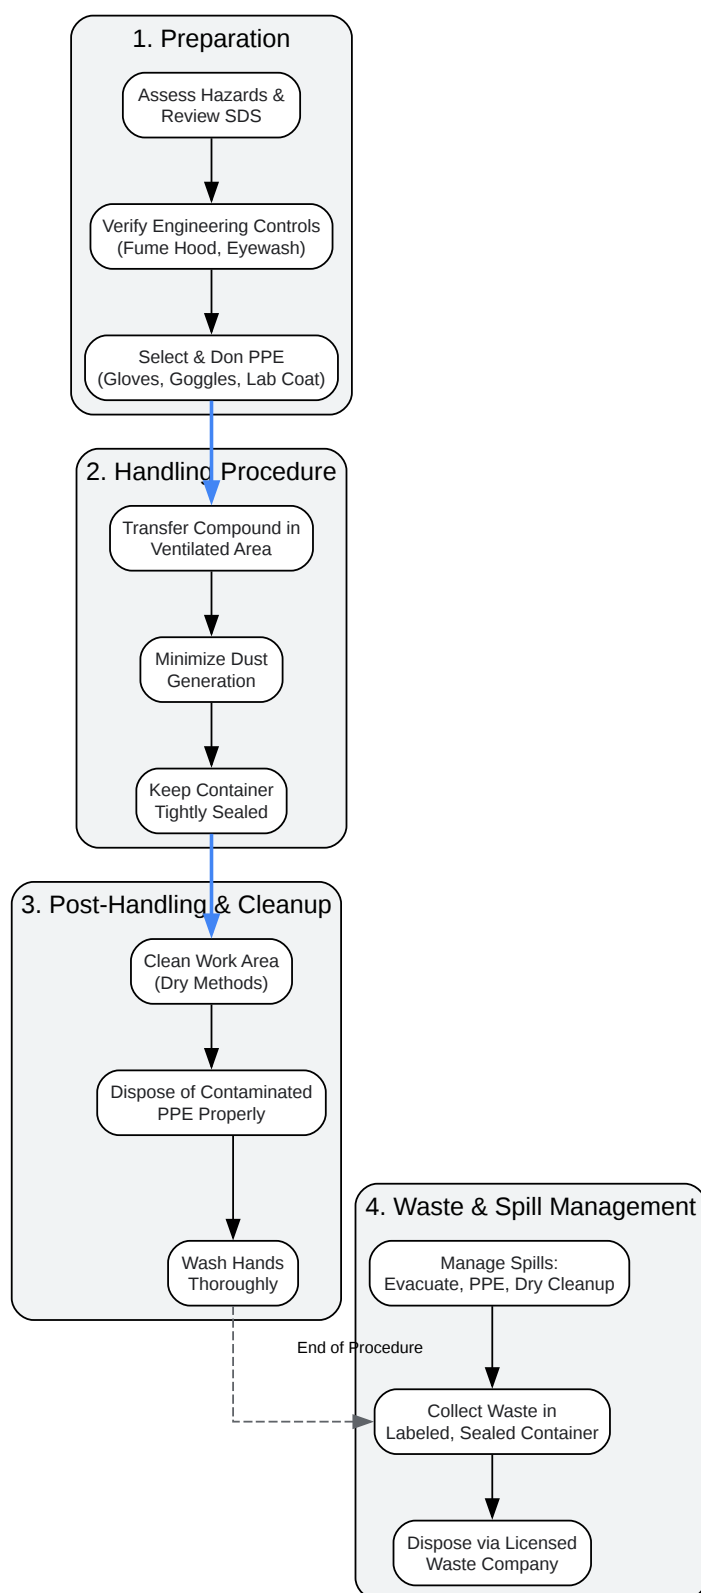 1. Preparation
Assess Hazards &
Review SDS
Verify Engineering Controls
(Fume Hood, Eyewash)
Select & Don PPE
(Gloves, Goggles, Lab Coat)
2. Handling Procedure
Transfer Compound in
Ventilated Area
Minimize Dust
Generation
Keep Container
Tightly Sealed
3. Post-Handling & Cleanup
Clean Work Area
(Dry Methods)
Dispose of Contaminated
PPE Properly
Wash Hands
Thoroughly
4. Waste & Spill Management
Manage Spills:
Evacuate, PPE, Dry Cleanup
End of Procedure
Collect Waste in
Labeled, Sealed Container
Dispose via Licensed
Waste Company